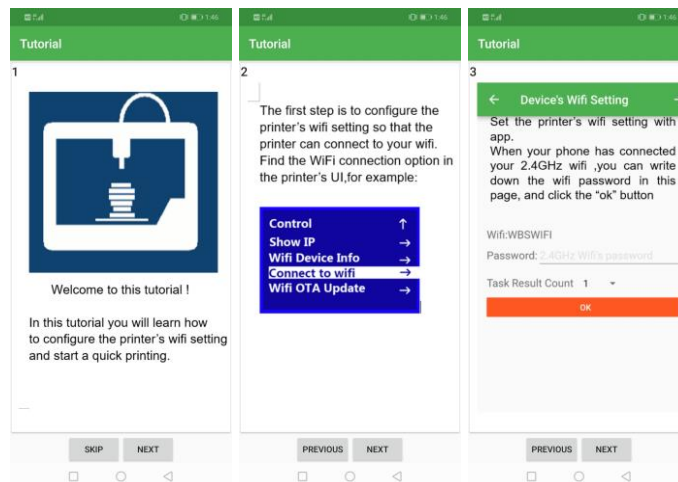 1:46
Tutorial
1
Welcome to this tutorial !
In this tutorial you will learn how
to configure the printer's wifi setting
and start a quick printing.
SKIP
NEXT
1:46
Tutorial
2
The first step is to configure the
printer's wifi setting so that the
printer can connect to your wifi.
Find the WiFi connection option in
the printer's UI,for example:
Control
Show IP
Wifi Device Info
Connect to wifi
Wifi OTA Update
PREVIOUS
NEXT
1:46
Tutorial
3
Device's Wifi Setting
Set the printer's wifi setting with
app.
When your phone has connected
your 2.4GHz wifi ,you can write
down the wifi password in this
page, and click the "ok" button
Wifi:WBSWIFI
Password: 2.4GHz Wifi's password
Task Result Count 1
OK
PREVIOUS
NEXT